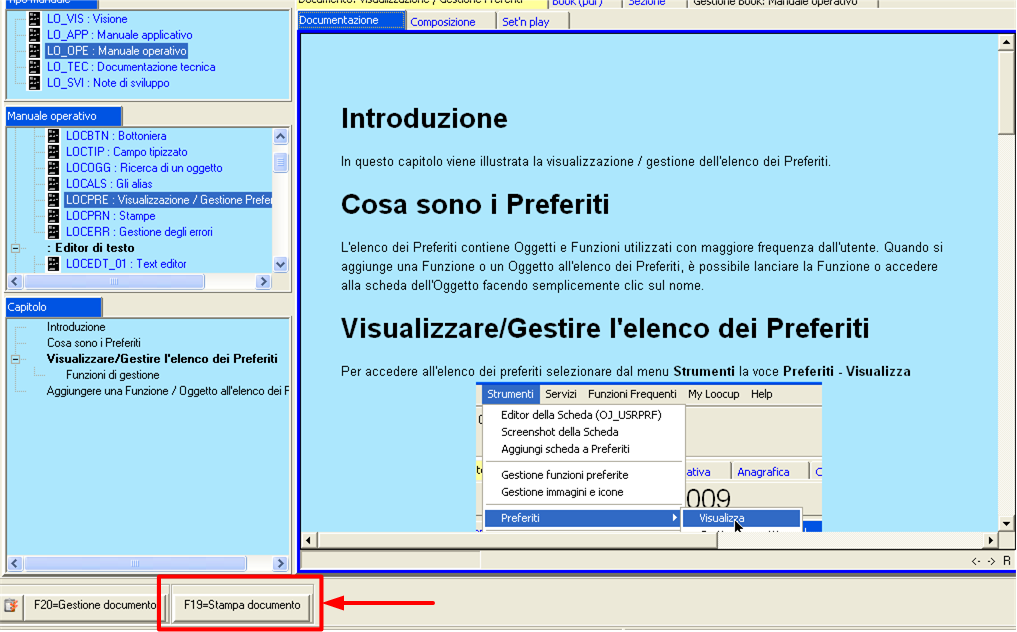 Tipo manuale
Documento: Visualizzazione / Gestione Preferiti
Book (pdf)
Sezione
Gestione Book: Manuale operativo
LO_VIS : Visione
LO_APP : Manuale applicativo
LO_OPE : Manuale operativo
LO_TEC : Documentazione tecnica
LO_SVI : Note di sviluppo
Manuale operativo
LOCBTN : Bottoniera
LOCTIP : Campo tipizzato
LOCOGG : Ricerca di un oggetto
LOCALS : Gli alias
LOCPRE : Visualizzazione / Gestione Prefer
LOCPRN : Stampe
LOCERR : Gestione degli errori
: Editor di testo
LOCEDT_01 : Text editor
Capitolo
Introduzione
Cosa sono i Preferiti
Visualizzare/Gestire l'elenco dei Preferiti
Funzioni di gestione
Aggiungere una Funzione / Oggetto all'elenco dei F
Documentazione
Composizione
Set'n play
Introduzione
In questo capitolo viene illustrata la visualizzazione / gestione dell'elenco dei Preferiti.
Cosa sono i Preferiti
L'elenco dei Preferiti contiene Oggetti e Funzioni utilizzati con maggiore frequenza dall'utente. Quando si
aggiunge una Funzione o un Oggetto all'elenco dei Preferiti, è possibile lanciare la Funzione o accedere
alla scheda dell'Oggetto facendo semplicemente clic sul nome.
Visualizzare/Gestire l'elenco dei Preferiti
Per accedere all'elenco dei preferiti selezionare dal menu Strumenti la voce Preferiti - Visualizza
Strumenti Servizi Funzioni Frequenti My Loocup Help
Editor della Scheda (OJ_USRPRF)
Screenshot della Scheda
Aggiungi scheda a Preferiti
Gestione funzioni preferite
Gestione immagini e icone
Preferiti
Visualizza
ativa
Anagrafica
009
<- -> R
F20=Gestione documento
F19=Stampa documento